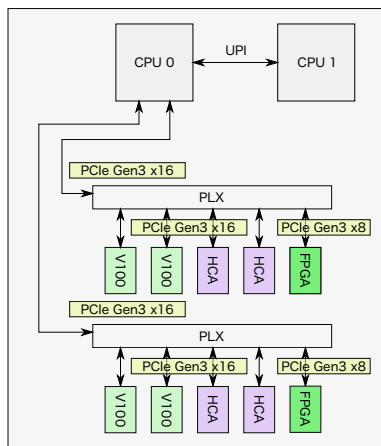 CPU 0
UPI
CPU 1
PCIe Gen3 x16
PLX
PCIe Gen3 x16
PCIe Gen3 x8
V100
V100
HCA
HCA
FPGA
PCIe Gen3 x16
PLX
PCIe Gen3 x16
PCIe Gen3 x8
V100
V100
HCA
HCA
FPGA